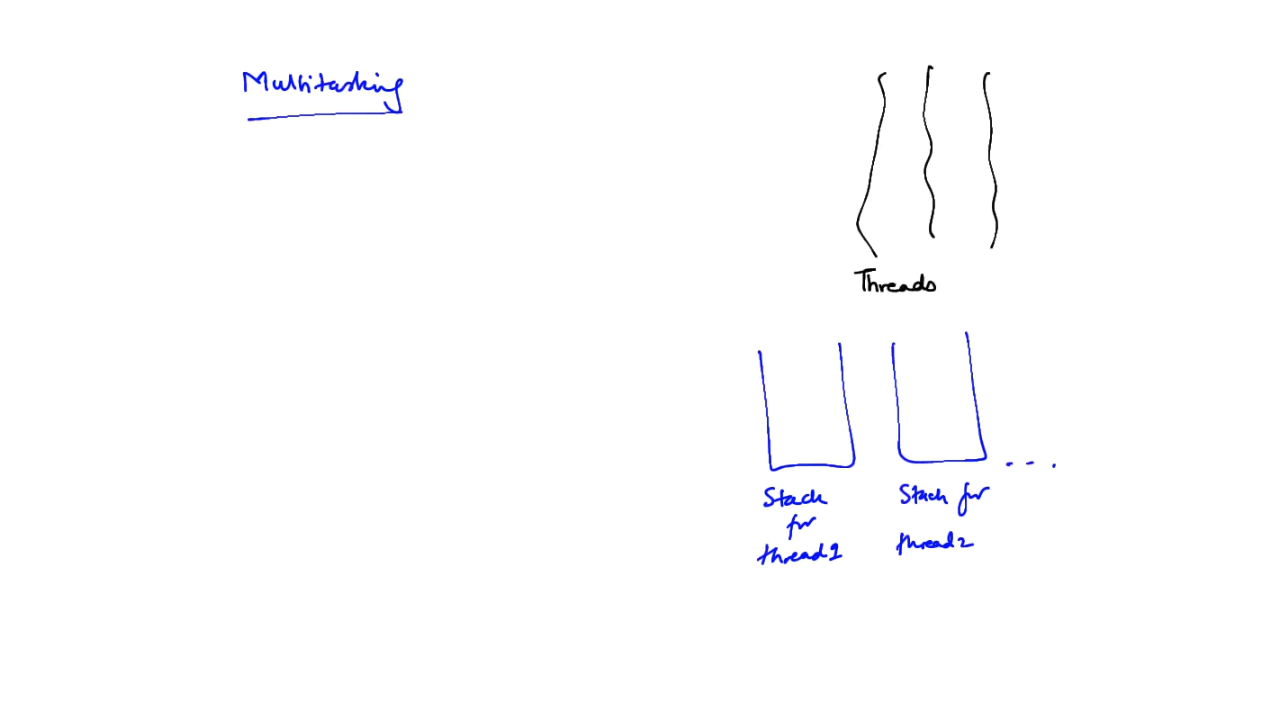 Multitasking
Threads
Stack
for
thread1
Stack for
thread2